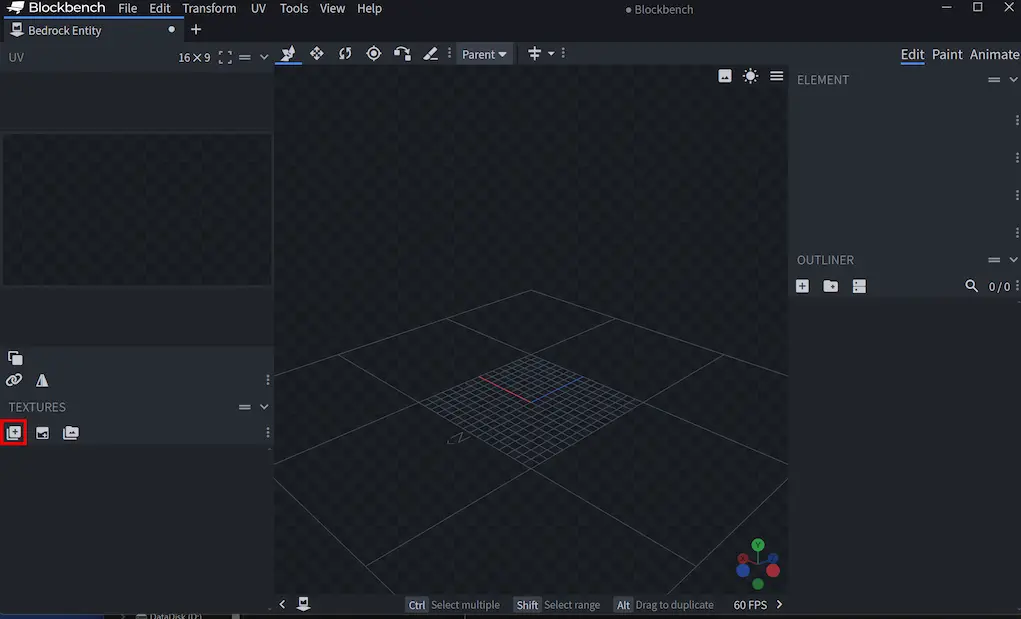 Blockbench File Edit Transform UV Tools View Help
● Blockbench
Bedrock Entity
UV
16 × 9
Parent
Edit Paint Animate
ELEMENT
OUTLINER
0 / 0
TEXTURES
Y
X
Z
Ctrl Select multiple Shift Select range Alt Drag to duplicate 60 FPS
DataDisk (D:)